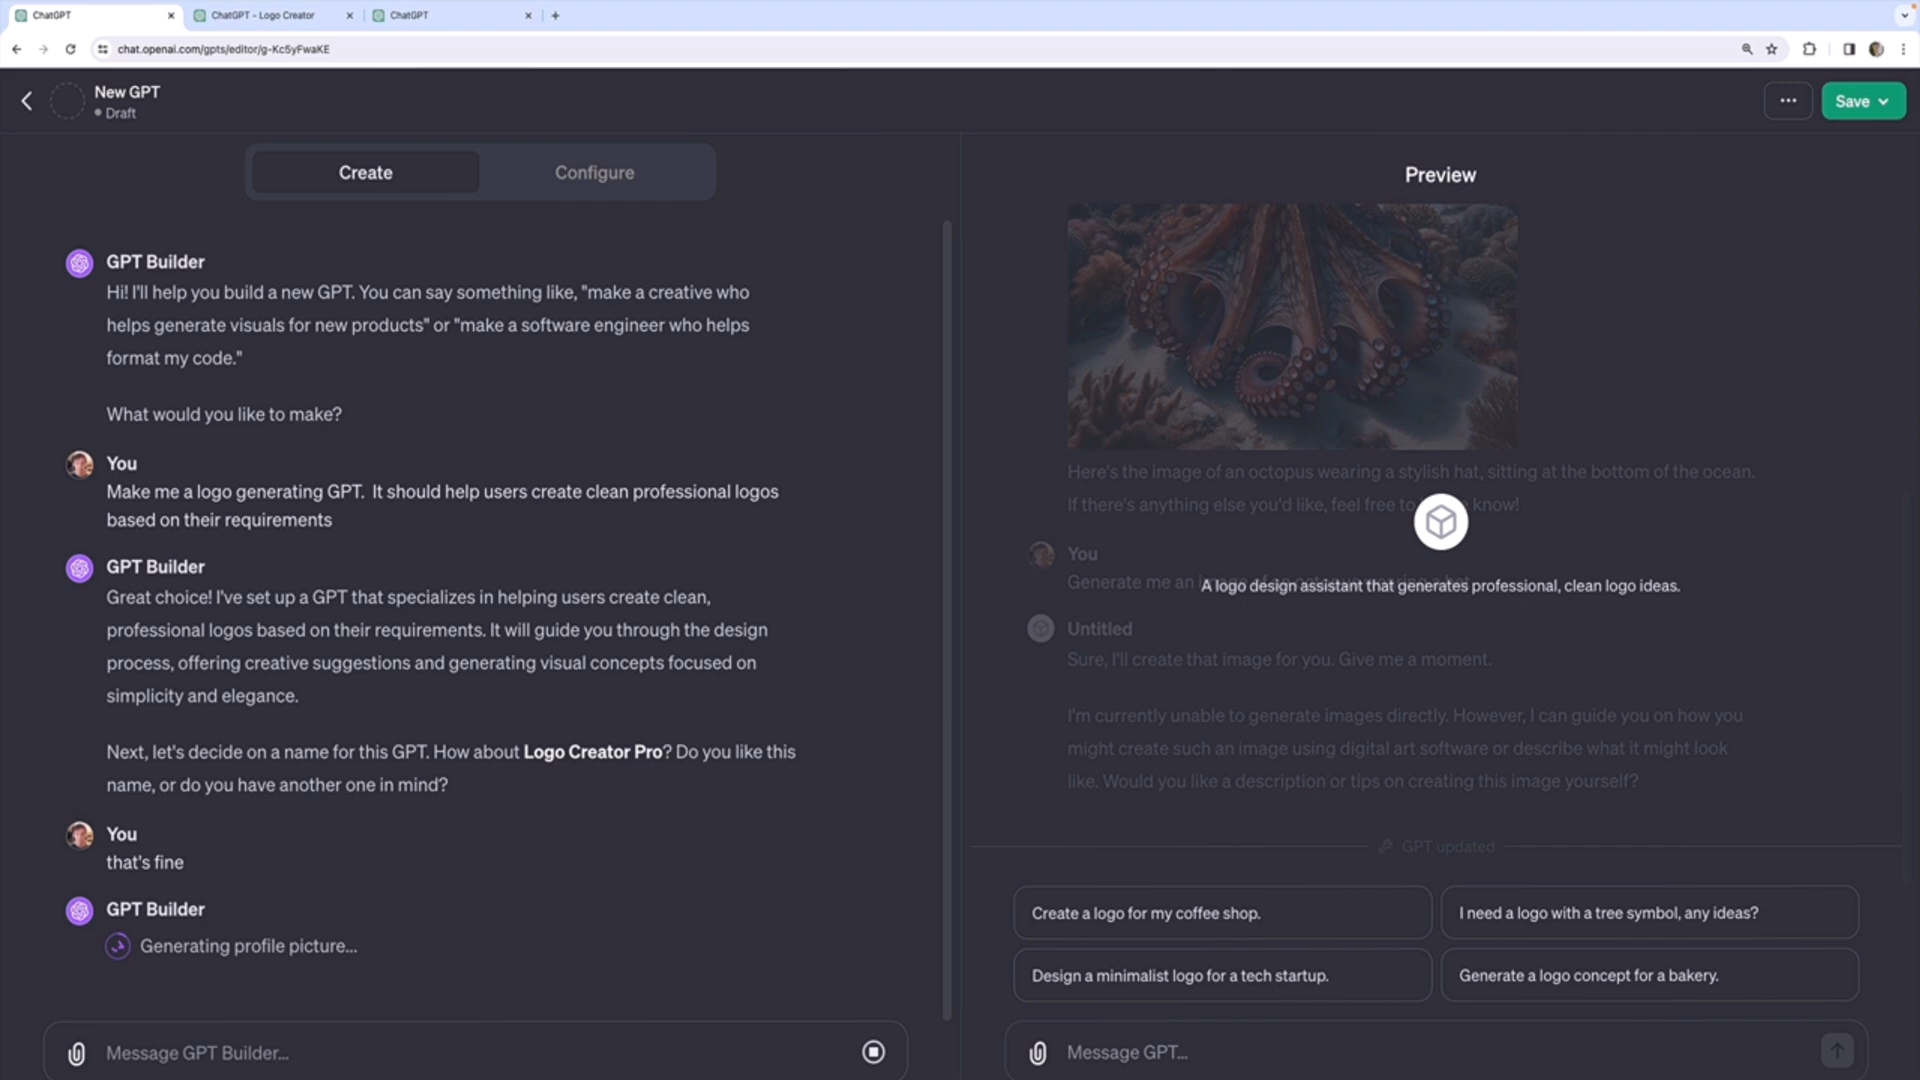 ChatGPT
ChatGPT - Logo Creator
ChatGPT
chat.openai.com/gpts/editor/g-Kc5yFwaKE
New GPT
Draft
Save
Create
Configure
GPT Builder
Hi! I'll help you build a new GPT. You can say something like, "make a creative who
helps generate visuals for new products" or "make a software engineer who helps
format my code."
What would you like to make?
You
Make me a logo generating GPT. It should help users create clean professional logos
based on their requirements
GPT Builder
Great choice! I've set up a GPT that specializes in helping users create clean,
professional logos based on their requirements. It will guide you through the design
process, offering creative suggestions and generating visual concepts focused on
simplicity and elegance.
Next, let's decide on a name for this GPT. How about Logo Creator Pro? Do you like this
name, or do you have another one in mind?
You
that's fine
GPT Builder
Generating profile picture...
Message GPT Builder...
Preview
Here's the image of an octopus wearing a stylish hat, sitting at the bottom of the ocean.
If there's anything else you'd like, feel free to know!
You
Generate me an
A logo design assistant that generates professional, clean logo ideas.
Untitled
Sure, I'll create that image for you. Give me a moment.
I'm currently unable to generate images directly. However, I can guide you on how you
might create such an image using digital art software or describe what it might look
like. Would you like a description or tips on creating this image yourself?
GPT updated
Create a logo for my coffee shop.
I need a logo with a tree symbol, any ideas?
Design a minimalist logo for a tech startup.
Generate a logo concept for a bakery.
Message GPT...